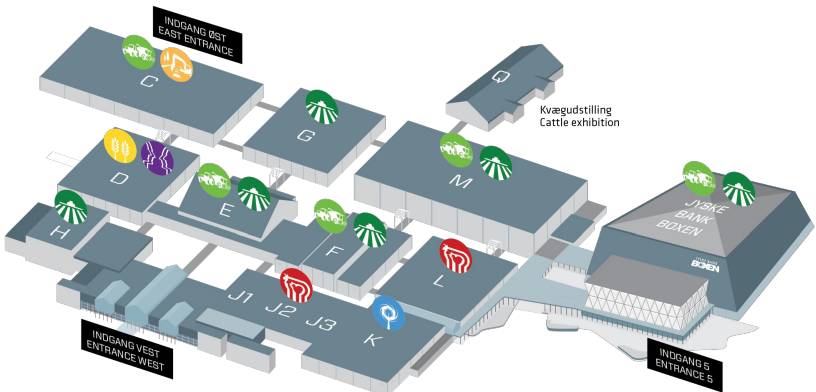 INDGANG ØST
EAST ENTRANCE
C
Q
Kvægudstilling
Cattle exhibition
G
M
D
E
JYSKE
BANK
BOXEN
H
F
BOXEN
L
J1 J2 J3
K
INDGANG VEST
ENTRANCE WEST
INDGANG 5
ENTRANCE 5